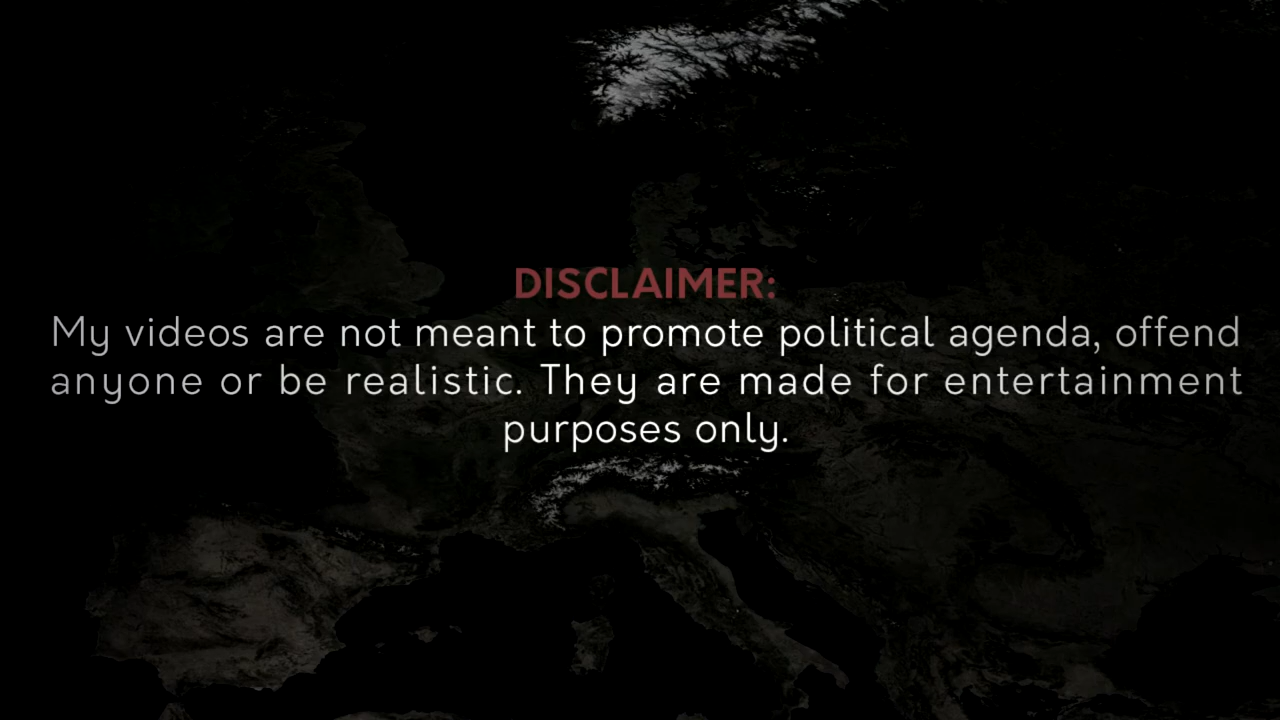 DISCLAIMER:
My videos are not meant to promote political agenda, offend
anyone or be realistic. They are made for entertainment
purposes only.